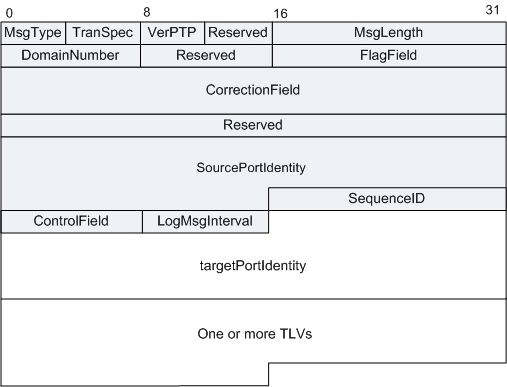 0 8 16 31
MsgType TranSpec VerPTP Reserved MsgLength
DomainNumber Reserved FlagField
CorrectionField
Reserved
SourcePortIdentity
SequenceID
ControlField LogMsgInterval
targetPortIdentity
One or more TLVs